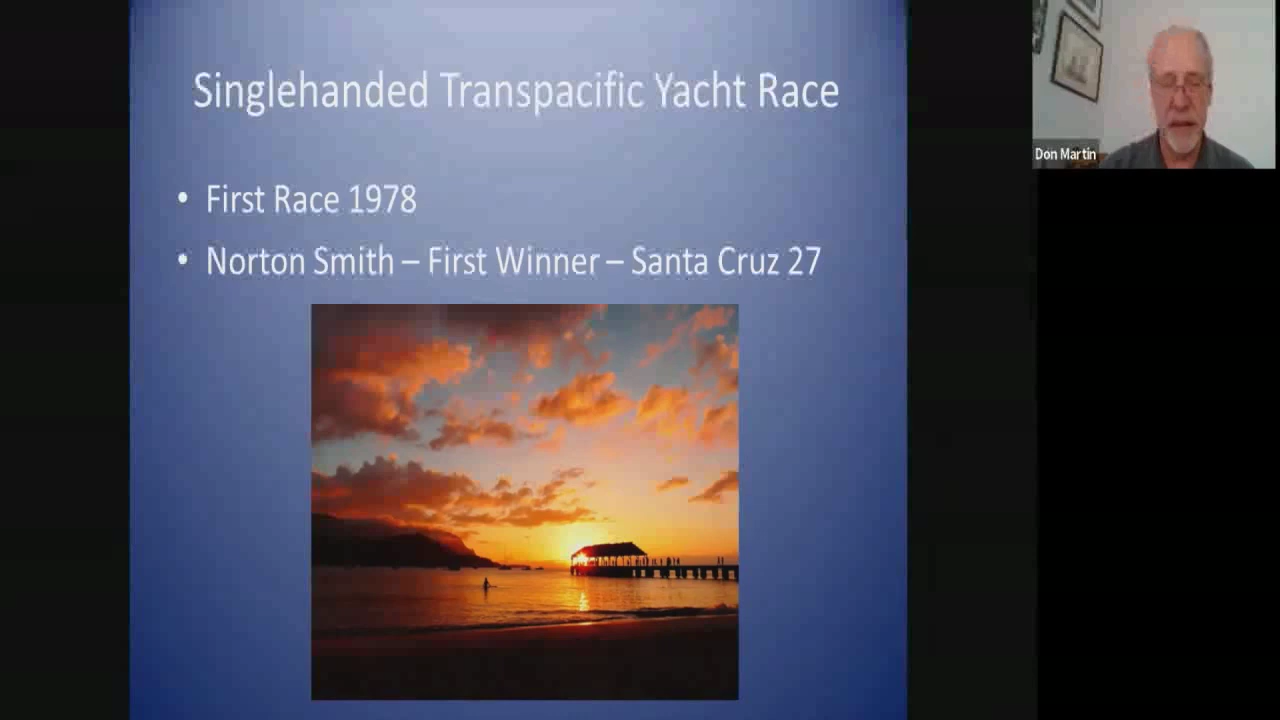 Singlehanded Transpacific Yacht Race
• First Race 1978
• Norton Smith – First Winner – Santa Cruz 27
Don Martin